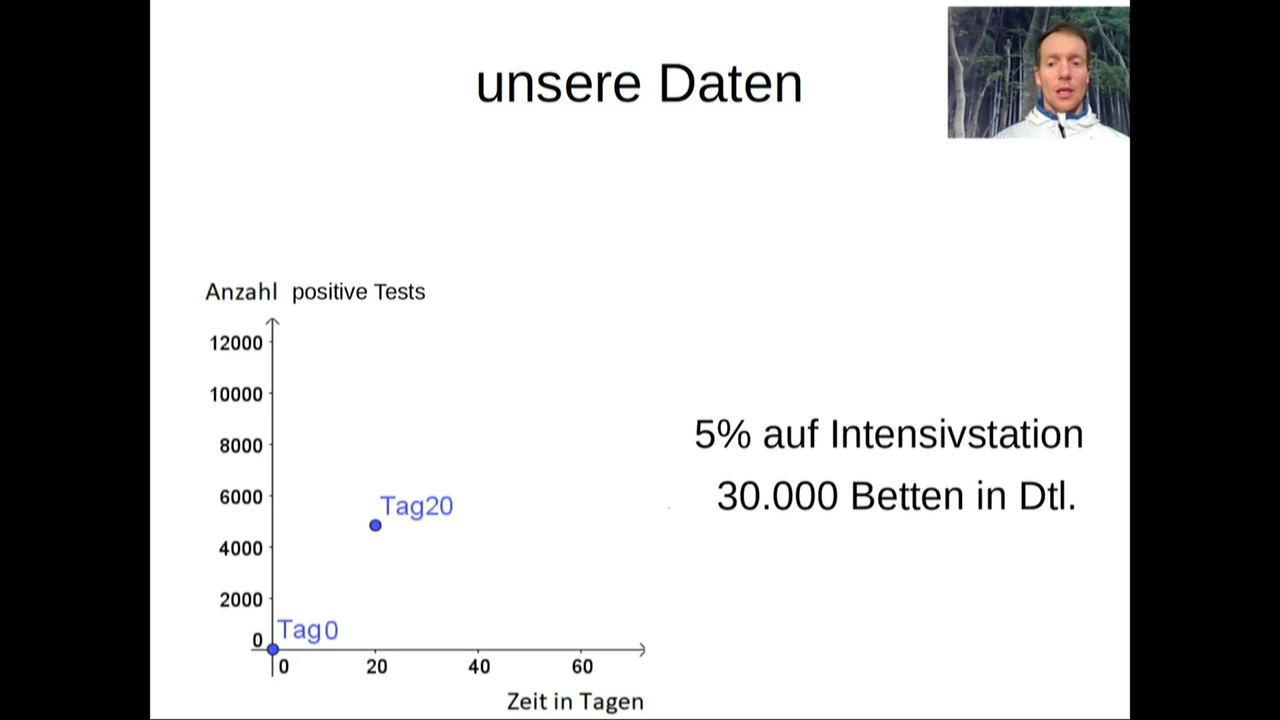 unsere Daten
Anzahl positive Tests
12000
10000
8000
6000
4000
2000
0
Tag20
Tag0
0 20 40 60
Zeit in Tagen
5% auf Intensivstation
30.000 Betten in Dtl.